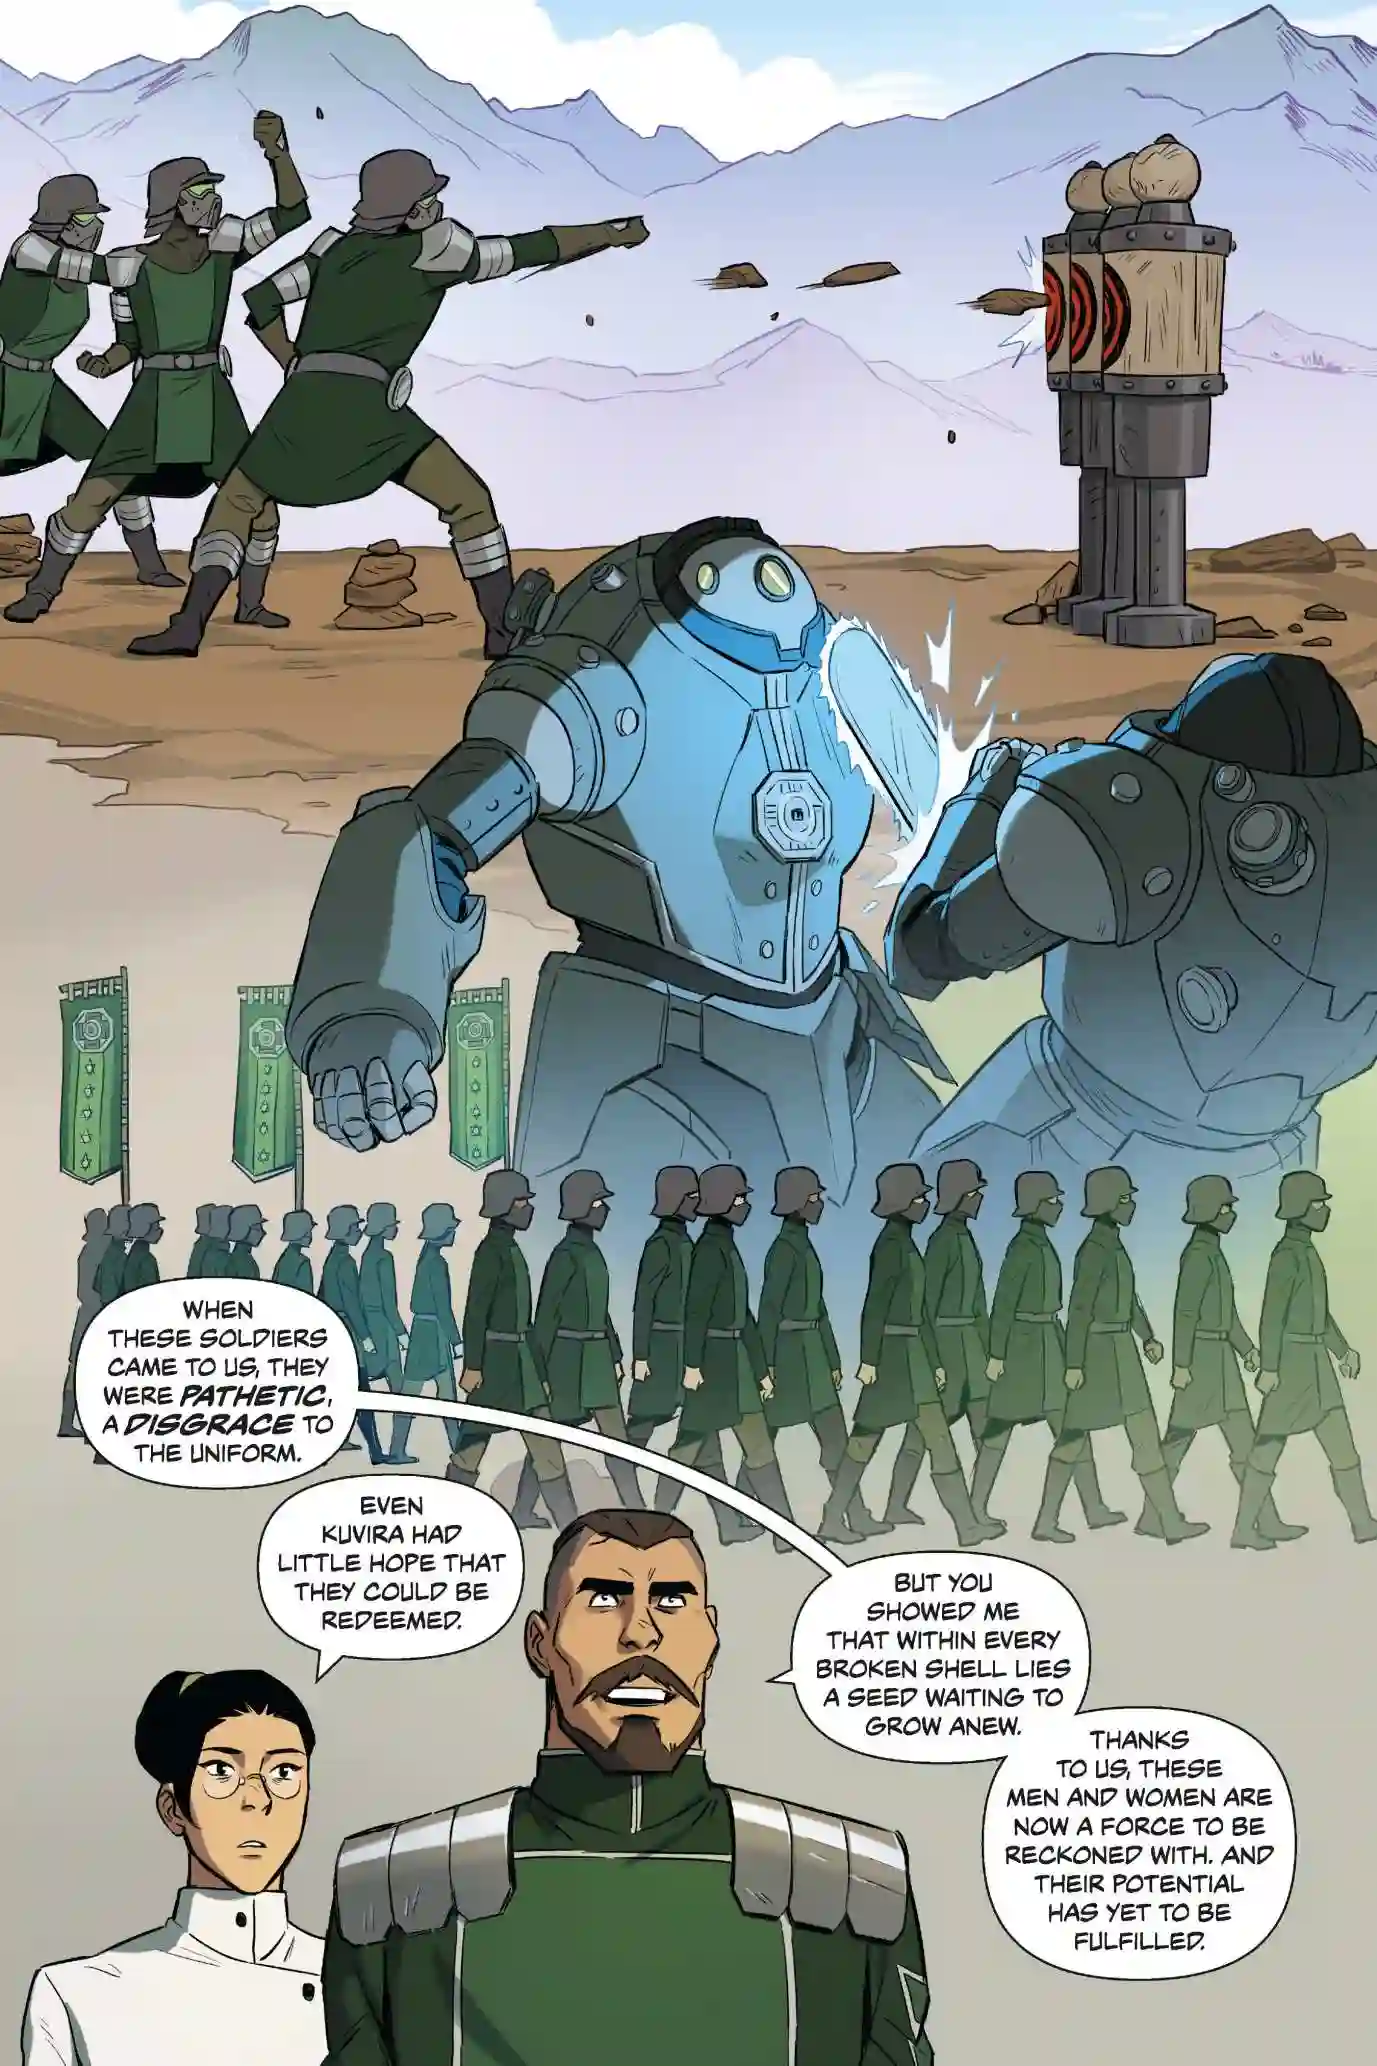 WHEN
THESE SOLDIERS
CAME TO US, THEY
WERE PATHETIC,
A DISGRACE TO
THE UNIFORM.
EVEN
KUVIRA HAD
LITTLE HOPE THAT
THEY COULD BE
REDEEMED.
BUT YOU
SHOWED ME
THAT WITHIN EVERY
BROKEN SHELL LIES
A SEED WAITING TO
GROW ANEW.
THANKS
TO US, THESE
MEN AND WOMEN ARE
NOW A FORCE TO BE
RECKONED WITH. AND
THEIR POTENTIAL
HAS YET TO BE
FULFILLED.